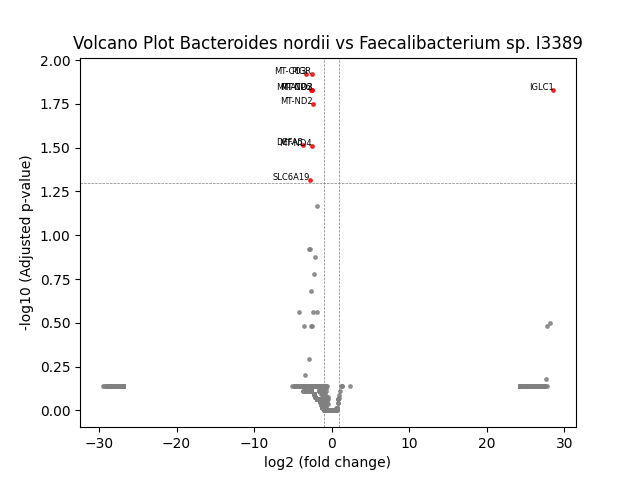 Volcano Plot Bacteroides nordii vs Faecalibacterium sp. I3389
2.00
1.75
1.50
1.25
1.00
0.75
0.50
0.25
0.00
-log10 (Adjusted p-value)
IGLC1
MT-ND2
MT-ND4
SLC6A19
−30
−20
−10
0
10
20
30
log2 (fold change)